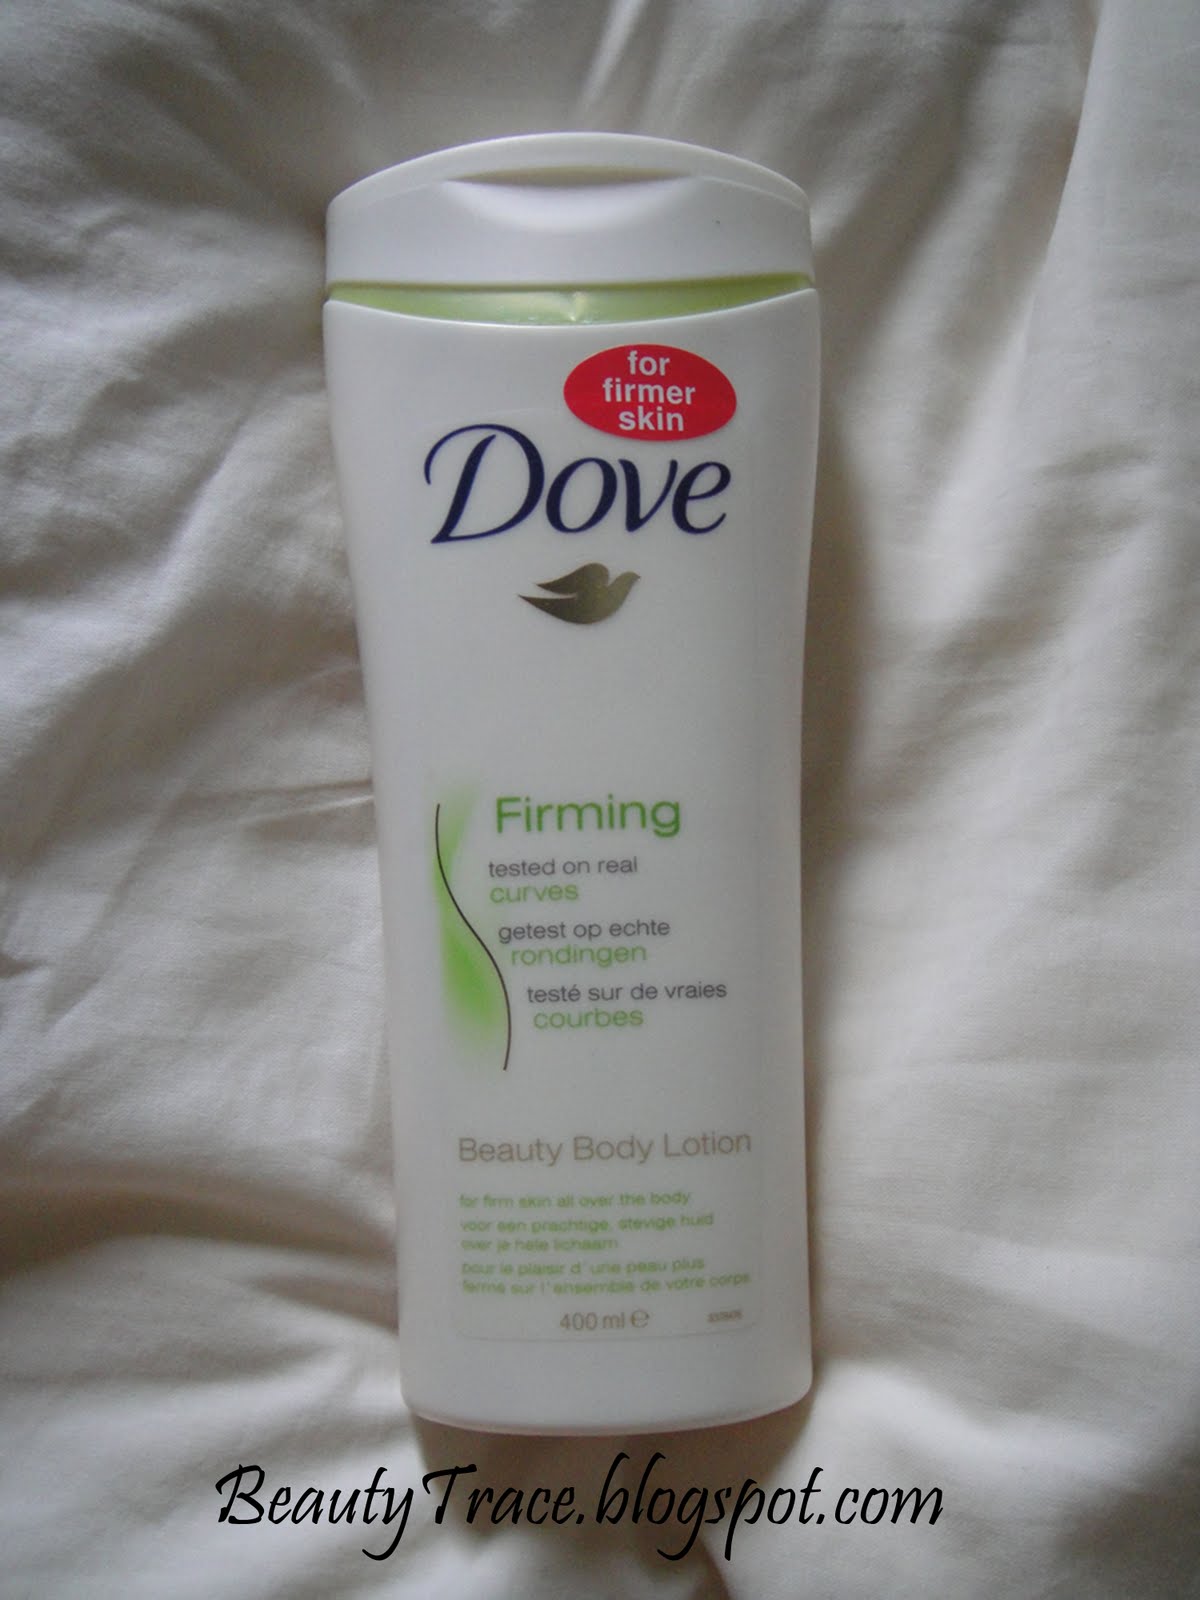 for
firmer
skin
Dove
Firming
tested on real
curves
getest op echte
rondingen
testé sur de vraies
courbes
Beauty Body Lotion
for firm skin all over the body
voor een prachtige, stevige huid
over je hele lichaam
pour le plaisir d'une peau plus
ferme sur l'ensemble de votre corps
400 ml ℮
BeautyTrace.blogspot.com